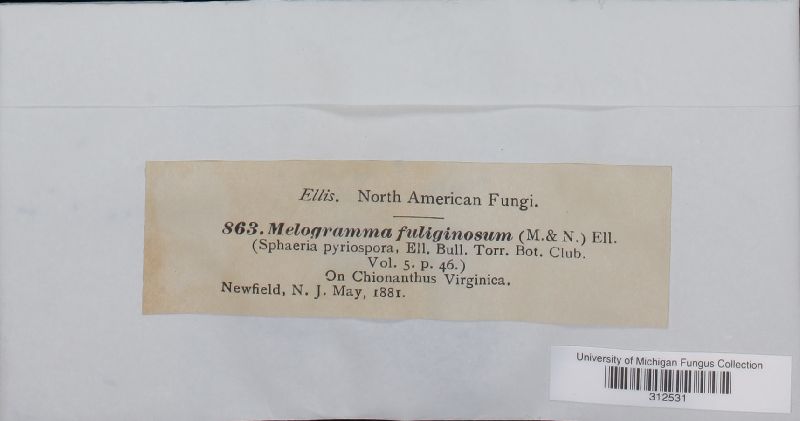 Ellis. North American Fungi.
863. Melogramma fuliginosum (M. & N.) Ell.
(Sphaeria pyriospora, Ell. Bull. Torr. Bot. Club.
Vol. 5. p. 46.)
On Chionanthus Virginica.
Newfield, N. J. May, 1881.
University of Michigan Fungus Collection
312531